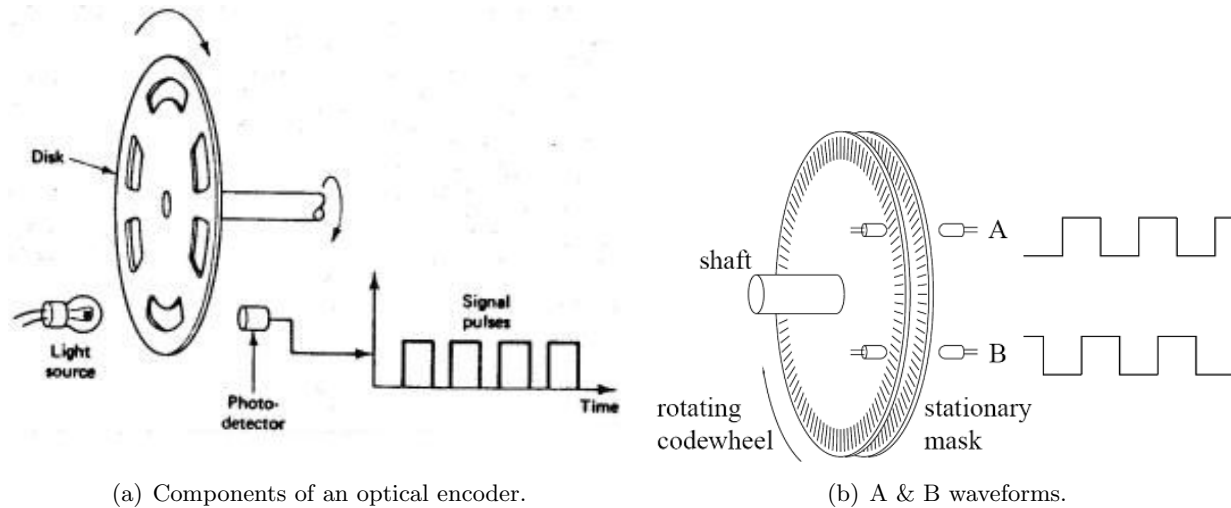 Disk
Light
source
Photo-
detector
Signal
pulses
Time
(a) Components of an optical encoder.
shaft
A
B
rotating
codewheel
stationary
mask
(b) A & B waveforms.